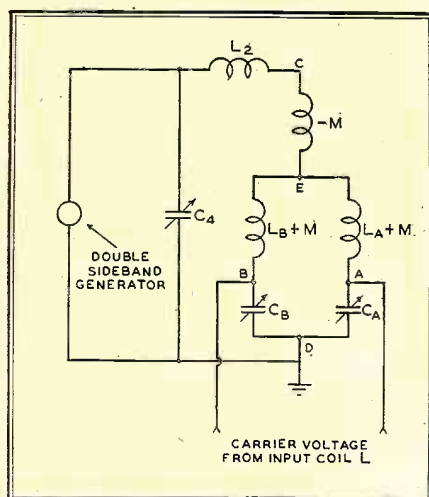 L2
C
-M
E
C4
LB + M
LA + M
DOUBLE
SIDEBAND
GENERATOR
B
A
CB
CA
D
CARRIER VOLTAGE
FROM INPUT COIL L